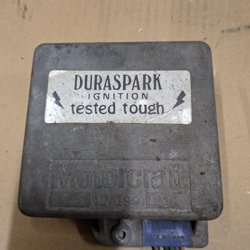 DURASPARK
IGNITION
tested tough
Motorcraft